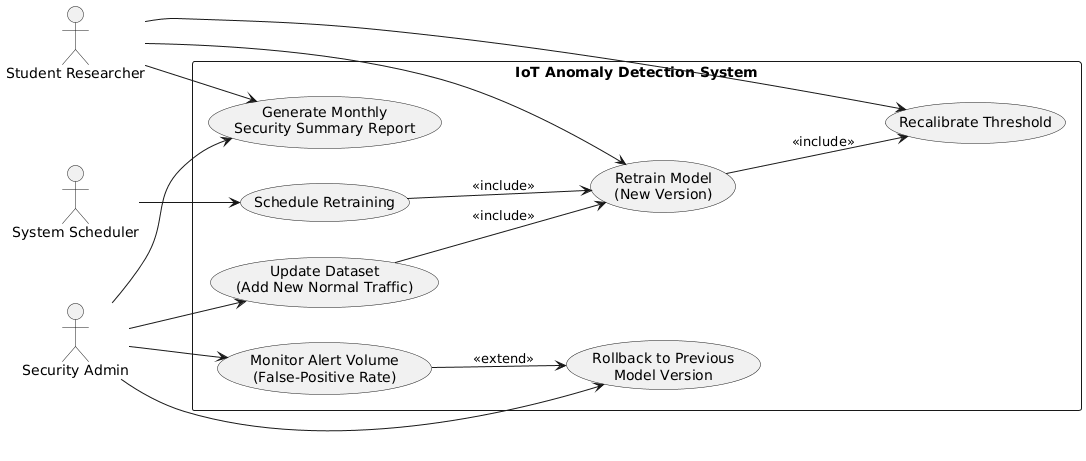 Student Researcher
System Scheduler
Security Admin
IoT Anomaly Detection System
Generate Monthly
Security Summary Report
Schedule Retraining
Update Dataset
(Add New Normal Traffic)
Monitor Alert Volume
(False-Positive Rate)
«include»
«include»
«extend»
Retrain Model
(New Version)
Rollback to Previous
Model Version
«include»
Recalibrate Threshold